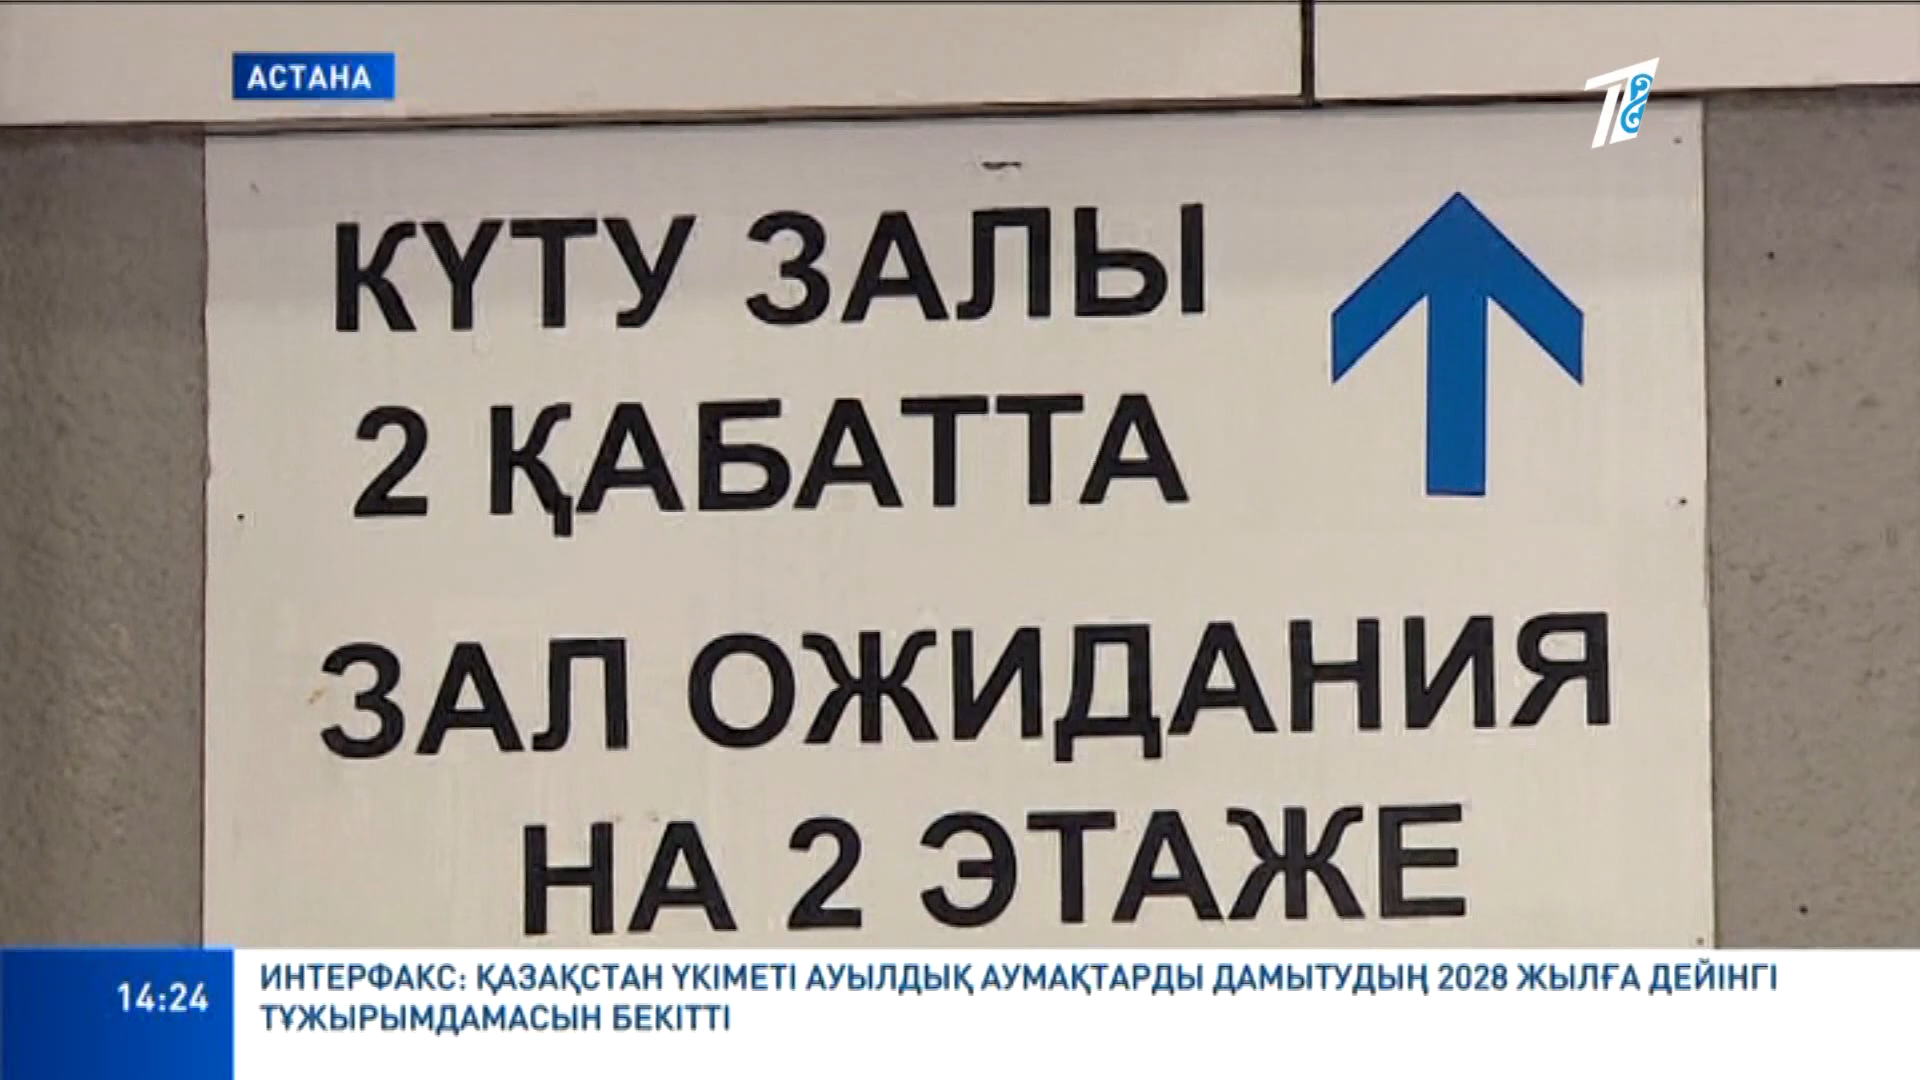 АСТАНА
КҮТУ ЗАЛЫ
2 ҚАБАТТА
ЗАЛ ОЖИДАНИЯ
НА 2 ЭТАЖЕ
14:24
ИНТЕРФАКС: ҚАЗАҚСТАН ҮКІМЕТІ АУЫЛДЫҚ АУМАҚТАРДЫ ДАМЫТУДЫҢ 2028 ЖЫЛҒА ДЕЙІНГІ
ТҰЖЫРЫМДАМАСЫН БЕКІТТІ